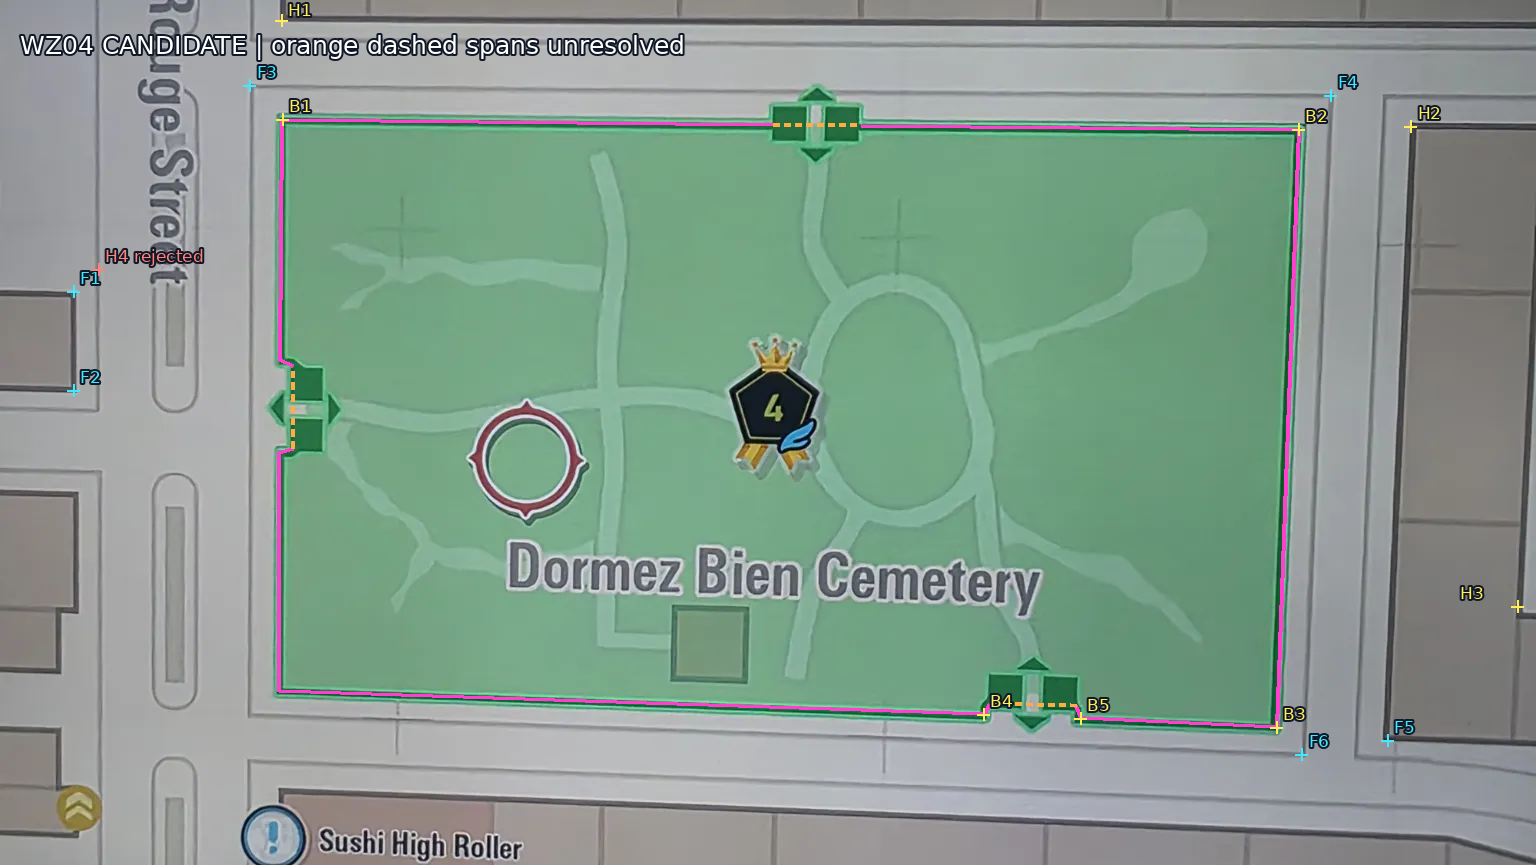 H1
WZ04 CANDIDATE | orange dashed spans unresolved
F3
F4
B1
B2
H2
Rouge Street
H4 rejected
F1
F2
4
Dormez Bien Cemetery
H3
B4
B5
B3
F5
F6
Sushi High Roller